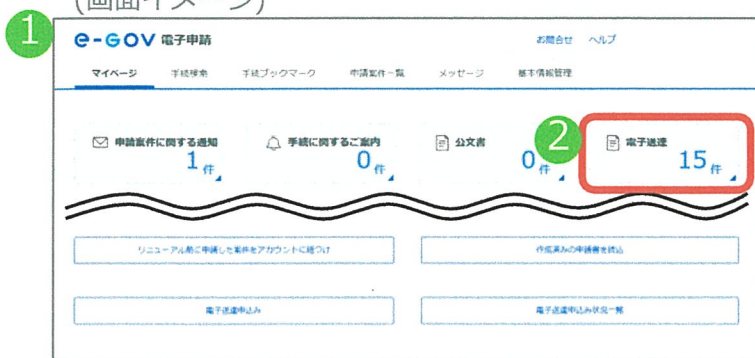 (画面イメージ)
1
e-GOV 電子申請
お問合せ ヘルプ
マイページ 手続検索 手続ブックマーク 申請案件一覧 メッセージ 基本情報管理
申請案件に関する通知 1件
手続に関するご案内 0件
公文書 0件
2
電子送達 15件
リニューアル前に申請した案件をアカウントに紐づけ
作成済みの申請書を読込
電子送達申込み
電子送達申込み状況一覧